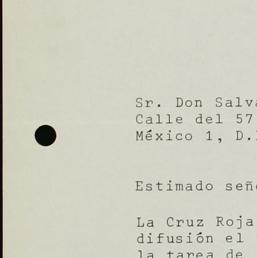 Sr. Don Salva
Calle del 57
México 1, D.
Estimado seño
La Cruz Roja
difusión el
la tarea de